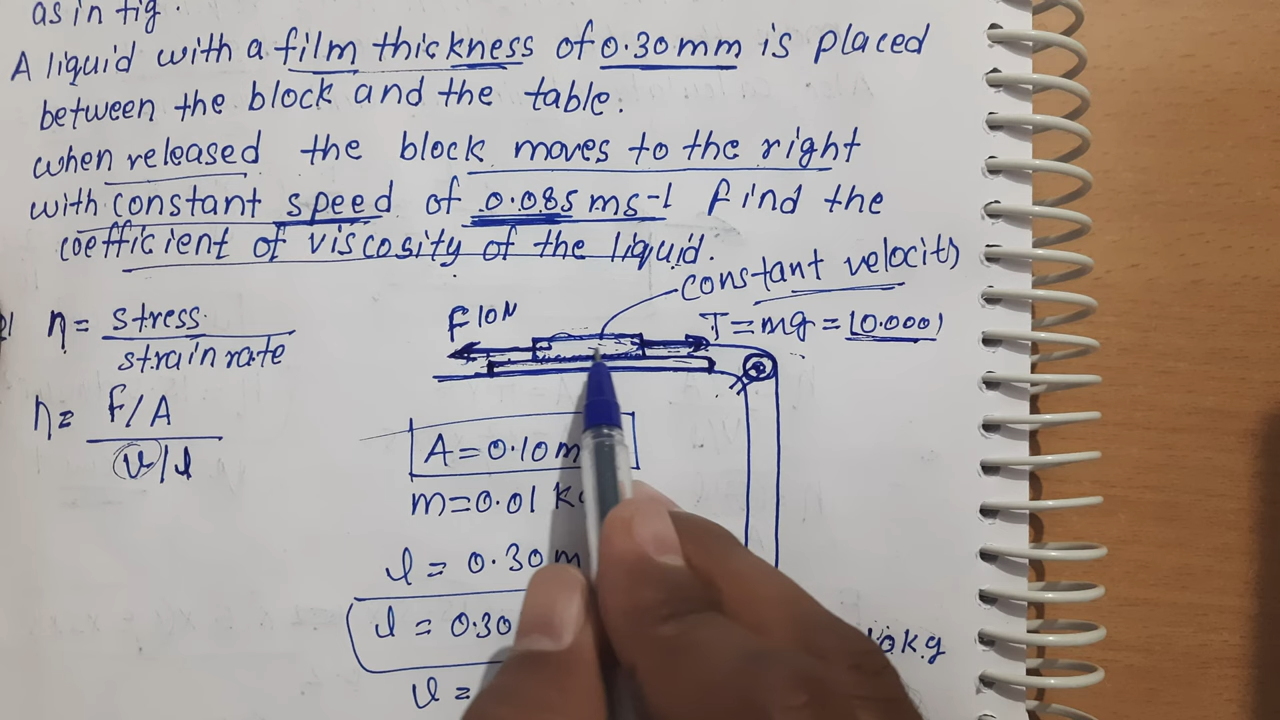 as in fig.
A liquid with a film thickness of 0.30mm is placed
between the block and the table.
when released the block moves to the right
with constant speed of 0.085 ms-1 find the
coefficient of viscosity of the liquid.
constant velocity
η = stress
strain rate
F 10N
T = mg =
η = F/A
v/l
A = 0.10m
m = 0.01 kg
l = 0.30 m
l = 0.30
v =
kg